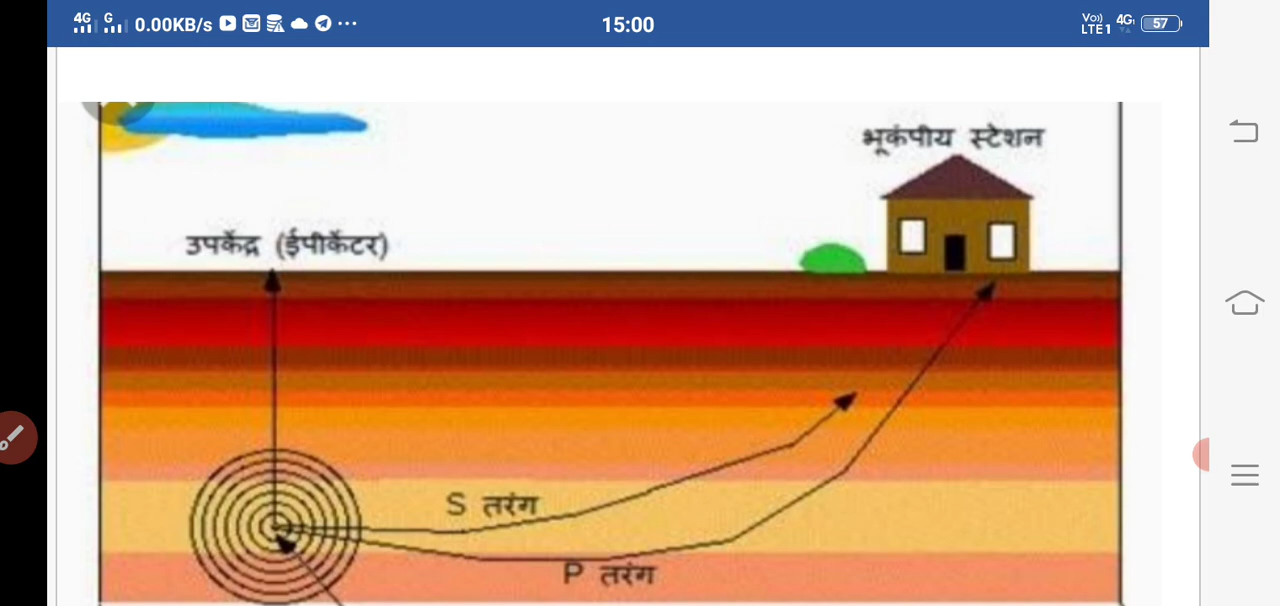 4G G 0.00KB/s 15:00 Vo) LTE1 4G 57
भूकंपीय स्टेशन
उपकेंद्र (ईपीकेंटर)
S तरंग
P तरंग